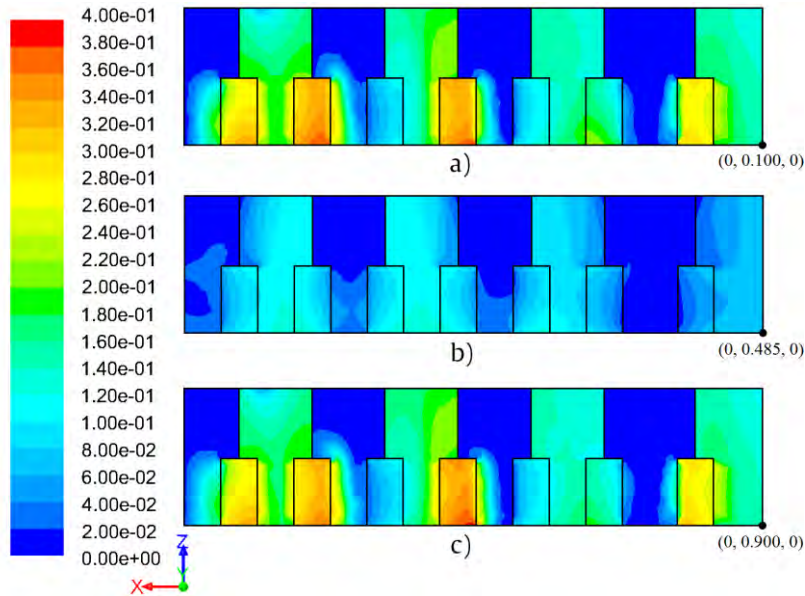 4.00e-01
3.80e-01
3.60e-01
3.40e-01
3.20e-01
3.00e-01
2.80e-01
2.60e-01
2.40e-01
2.20e-01
2.00e-01
1.80e-01
1.60e-01
1.40e-01
1.20e-01
1.00e-01
8.00e-02
6.00e-02
4.00e-02
2.00e-02
0.00e+00
a)
(0, 0.100, 0)
b)
(0, 0.485, 0)
c)
(0, 0.900, 0)
Z
Y
X